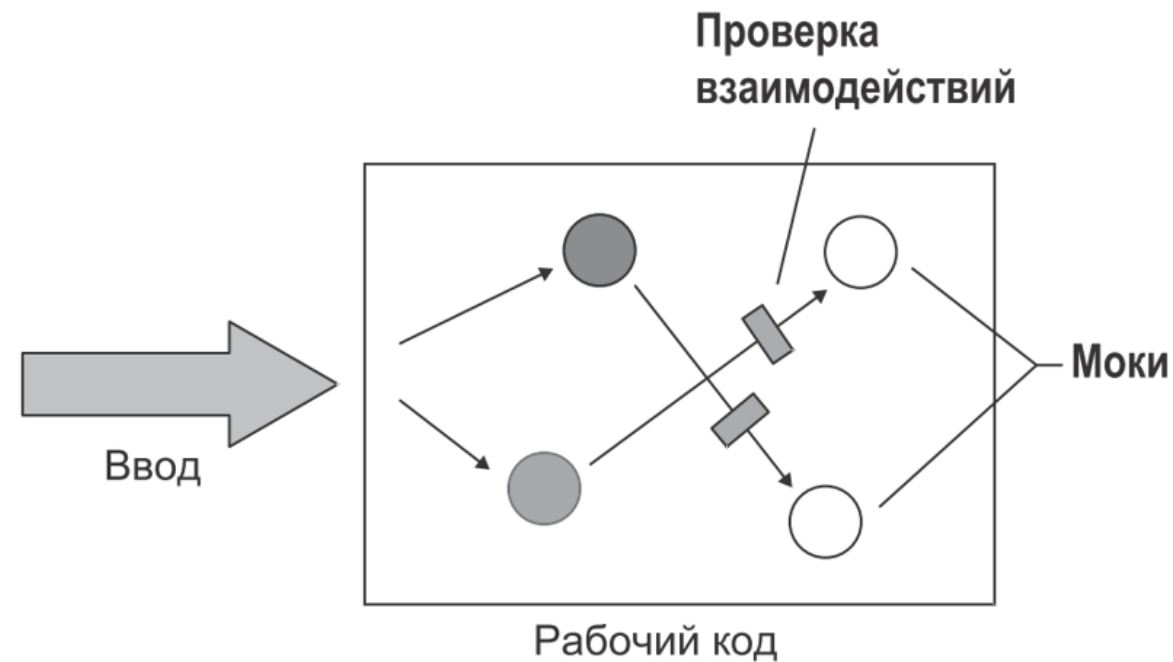 Проверка
взаимодействий
Моки
Ввод
Рабочий код